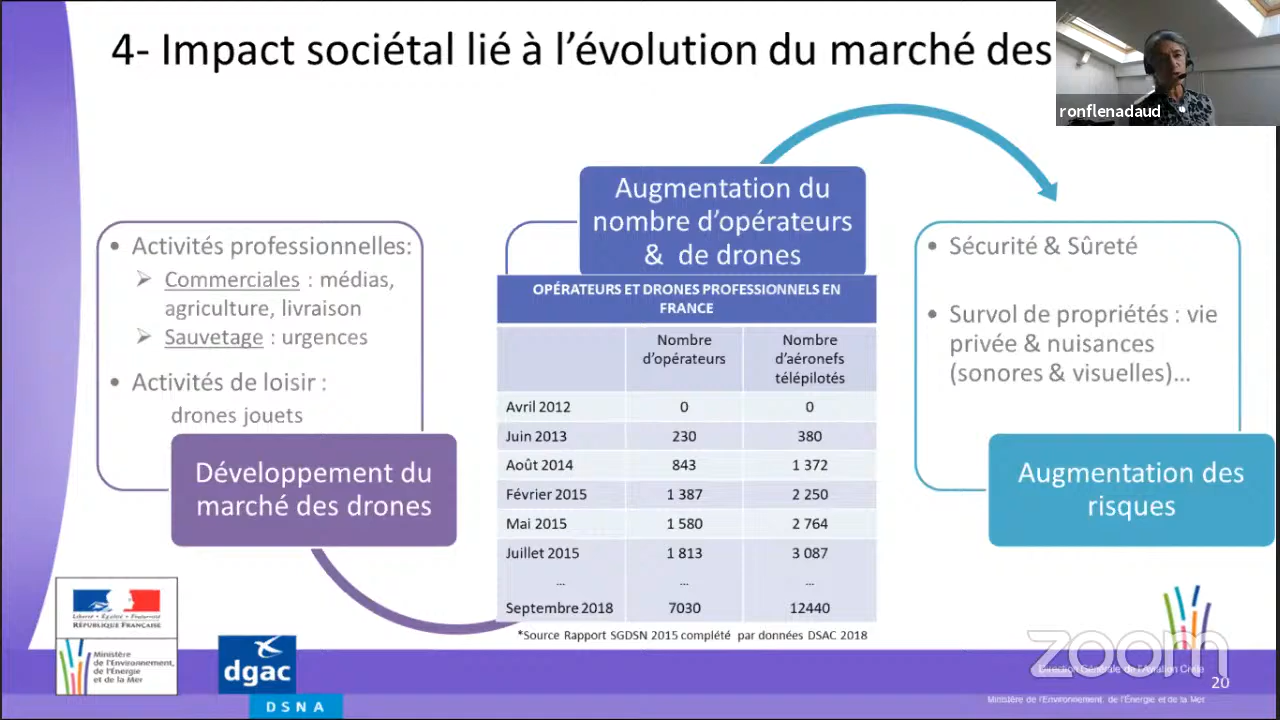 4- Impact sociétal lié à l'évolution du marché des
ronflenadaud
• Activités professionnelles:
➢ Commerciales : médias,
agriculture, livraison
➢ Sauvetage : urgences
• Activités de loisir :
drones jouets
Développement du
marché des drones
Augmentation du
nombre d'opérateurs
& de drones
OPÉRATEURS ET DRONES PROFESSIONNELS EN
FRANCE
Nombre
d'opérateurs
Nombre
d'aéronefs
télépilotés
Avril 2012 0 0
Juin 2013 230 380
Août 2014 843 1 372
Février 2015 1 387 2 250
Mai 2015 1 580 2 764
Juillet 2015 1 813 3 087
... ... ...
Septembre 2018 7030 12440
*Source Rapport SGDSN 2015 complété par données DSAC 2018
• Sécurité & Sûreté
• Survol de propriétés : vie
privée & nuisances
(sonores & visuelles)...
Augmentation des
risques
Liberté • Égalité • Fraternité
RÉPUBLIQUE FRANÇAISE
Ministère
de l'Environnement,
de l'Énergie
et de la Mer
dgac
DSNA
zoom
Direction Générale de l'Aviation Civile
20
Ministère de l'Environnement, de l'Énergie et de la Mer